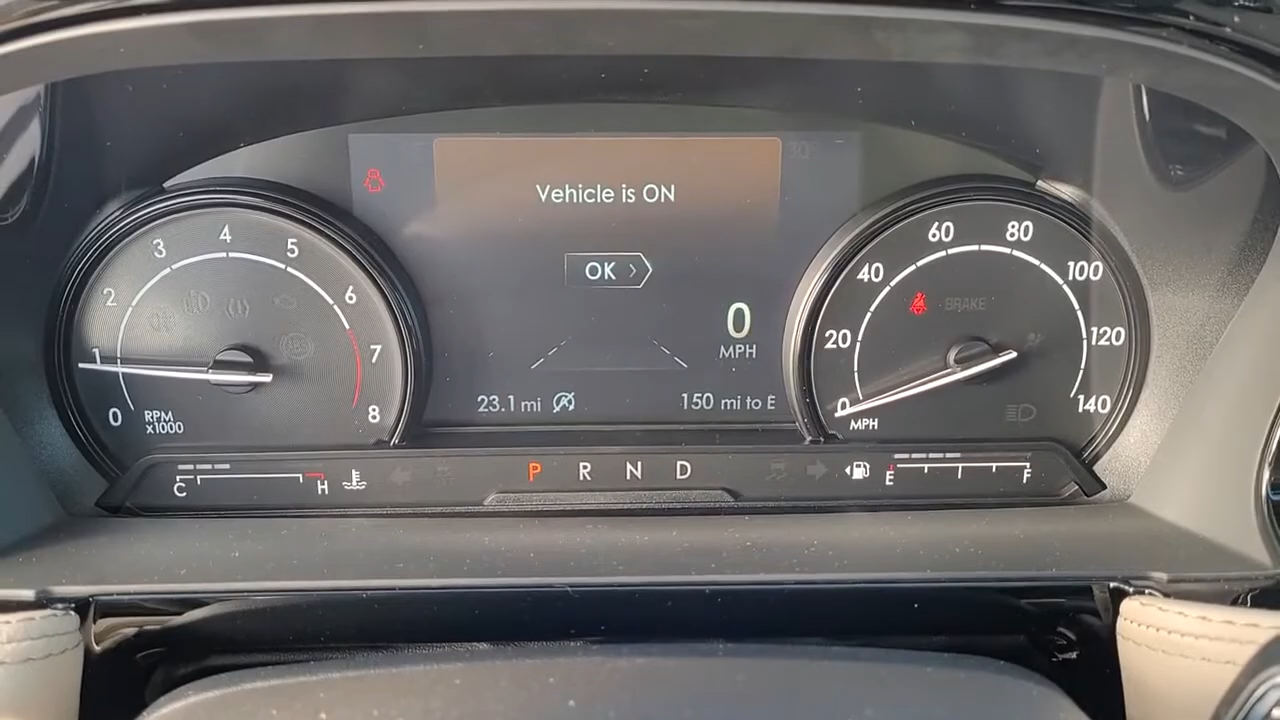 Vehicle is ON
OK
0
MPH
23.1 mi
150 mi to E
0
1
2
3
4
5
6
7
8
RPM
x1000
BRAKE
0
20
40
60
80
100
120
140
MPH
C
H
P R N D
E
F